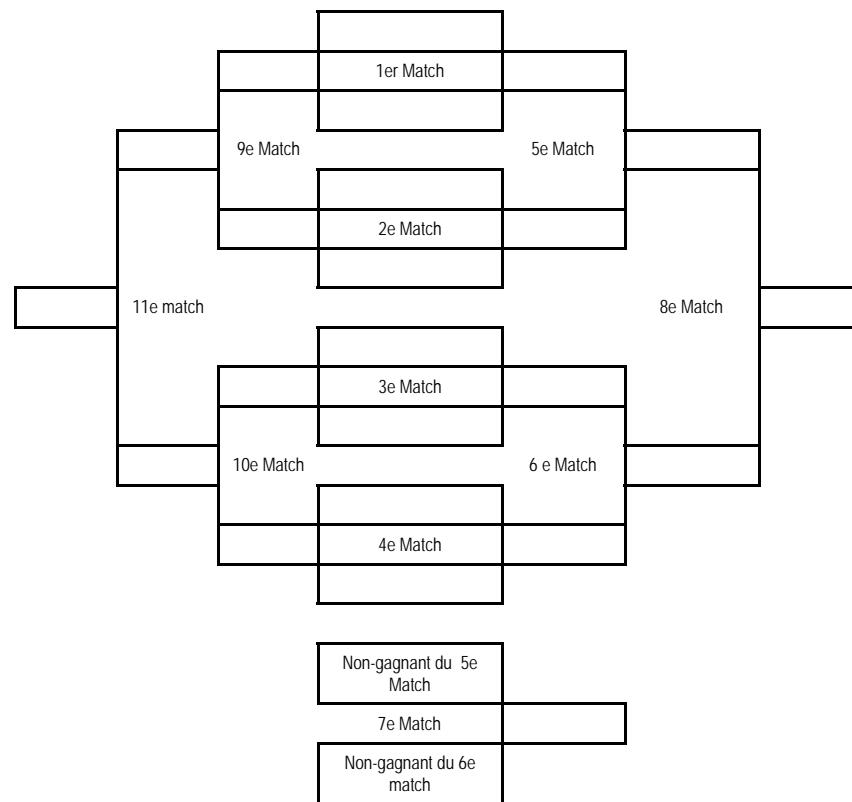 1er Match
9e Match
5e Match
2e Match
11e match
8e Match
3e Match
10e Match
6 e Match
4e Match
Non-gagnant du 5e
Match
7e Match
Non-gagnant du 6e
match